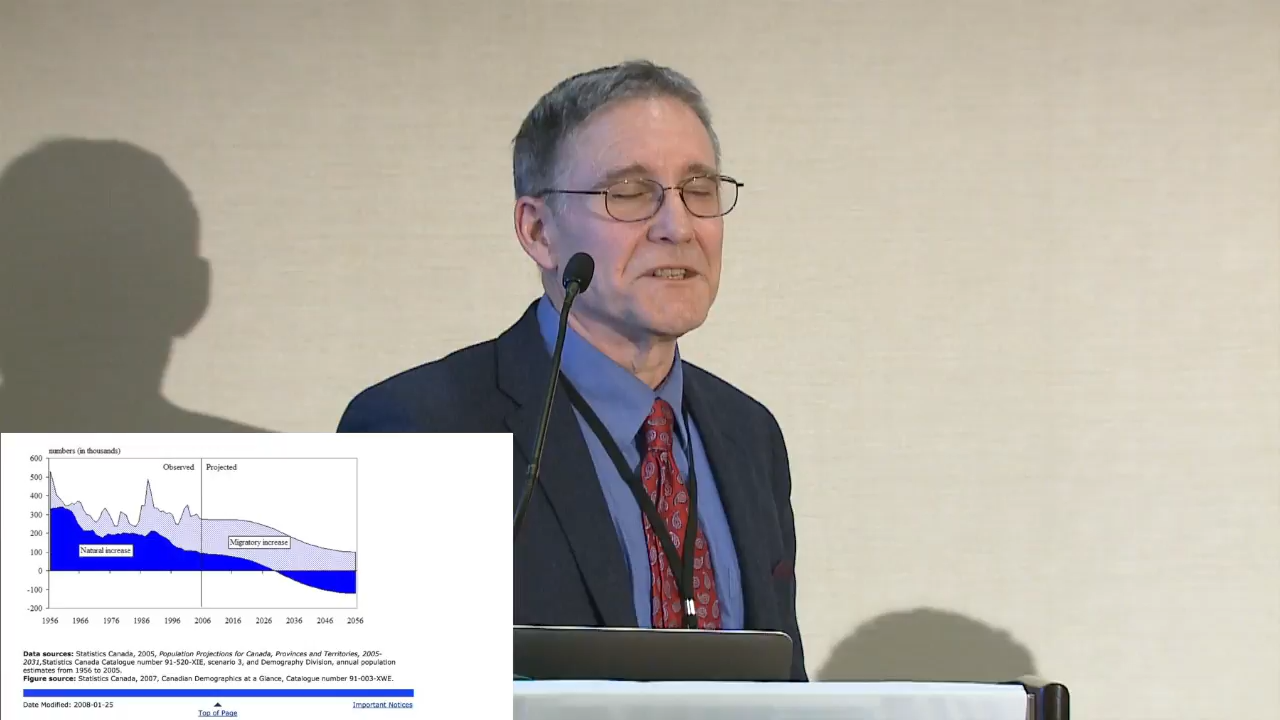 numbers (in thousands)
600
Observed Projected
500
400
300
200
Migratory increase
Natural increase
100
0
-100
-200
1956 1966 1976 1986 1996 2006 2016 2026 2036 2046 2056
Data sources: Statistics Canada, 2005, Population Projections for Canada, Provinces and Territories, 2005-
2031,Statistics Canada Catalogue number 91-520-XIE, scenario 3, and Demography Division, annual population
estimates from 1956 to 2005.
Figure source: Statistics Canada, 2007, Canadian Demographics at a Glance, Catalogue number 91-003-XWE.
Date Modified: 2008-01-25
Top of Page
Important Notices